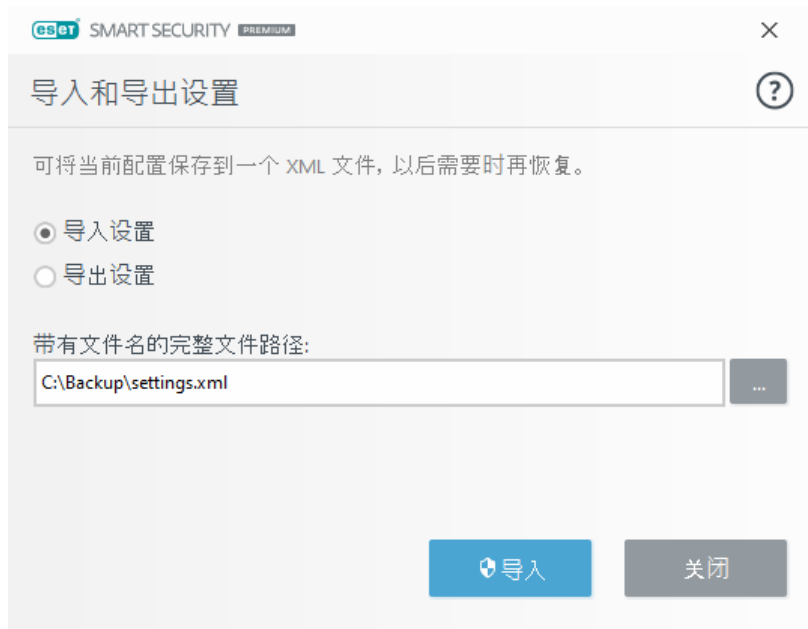 eset SMART SECURITY PREMIUM
导入和导出设置
可将当前配置保存到一个 XML 文件, 以后需要时再恢复。
导入设置
导出设置
带有文件名的完整文件路径:
C:\Backup\settings.xml
...
导入
关闭